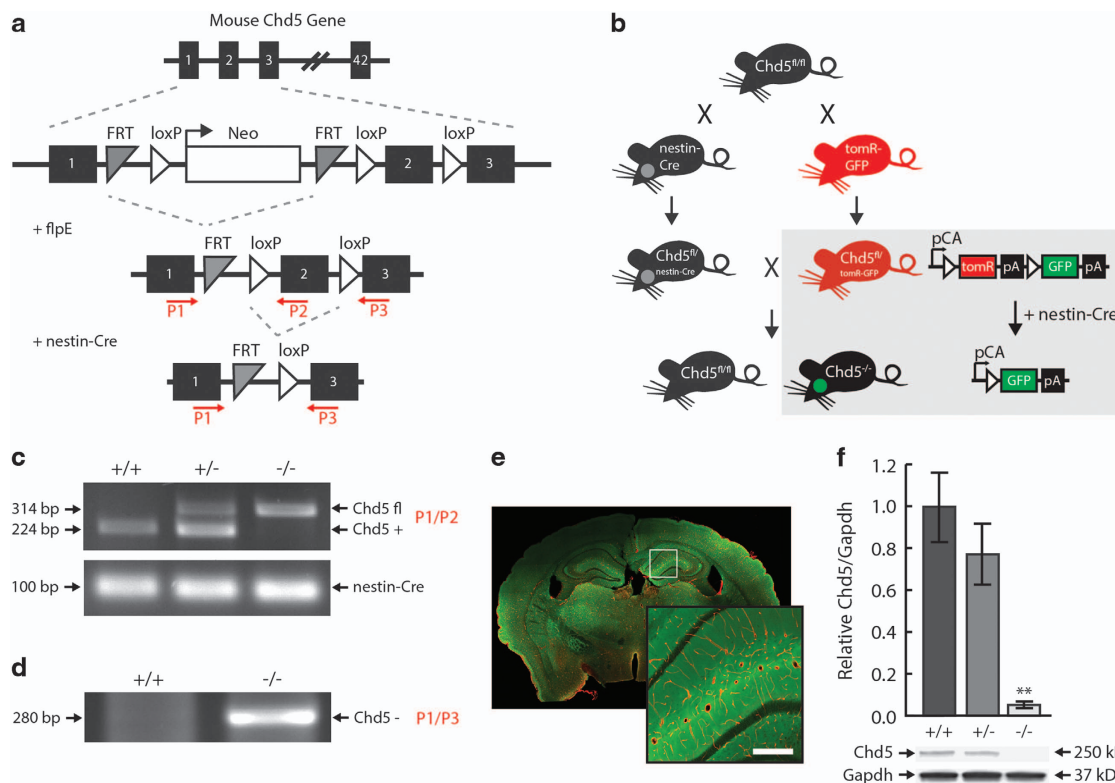 a
Mouse Chd5 Gene
1 2 3 42
FRT loxP Neo FRT loxP loxP
1 2 3
+ flpE
FRT loxP loxP
1 2 3
P1 P2 P3
+ nestin-Cre
FRT loxP
1 3
P1 P3
b
Chd5fl/fl
X X
nestin-
Cre
tomR-
GFP
Chd5fl/
nestin-Cre
X
Chd5fl/
tomR-GFP
pCA
tomR pA GFP pA
+ nestin-Cre
Chd5fl/fl
Chd5-/-
pCA
GFP pA
c
+/+ +/- -/-
314 bp Chd5 fl
P1/P2
224 bp Chd5 +
100 bp nestin-Cre
d
+/+ -/-
280 bp Chd5 - P1/P3
e
f
Relative Chd5/Gapdh
1.2
1.0
0.8
0.6
0.4
0.2
0.0
**
+/+ +/- -/-
Chd5 250 k
Gapdh 37 kD